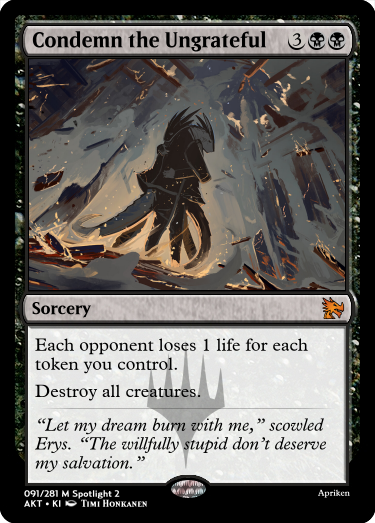 Condemn the Ungrateful 3
Sorcery
Each opponent loses 1 life for each
token you control.
Destroy all creatures.
“Let my dream burn with me,” scowled
Erys. “The willfully stupid don’t deserve
my salvation.”
091/281 M Spotlight 2
Apriken
AKT • KI Timi Honkanen